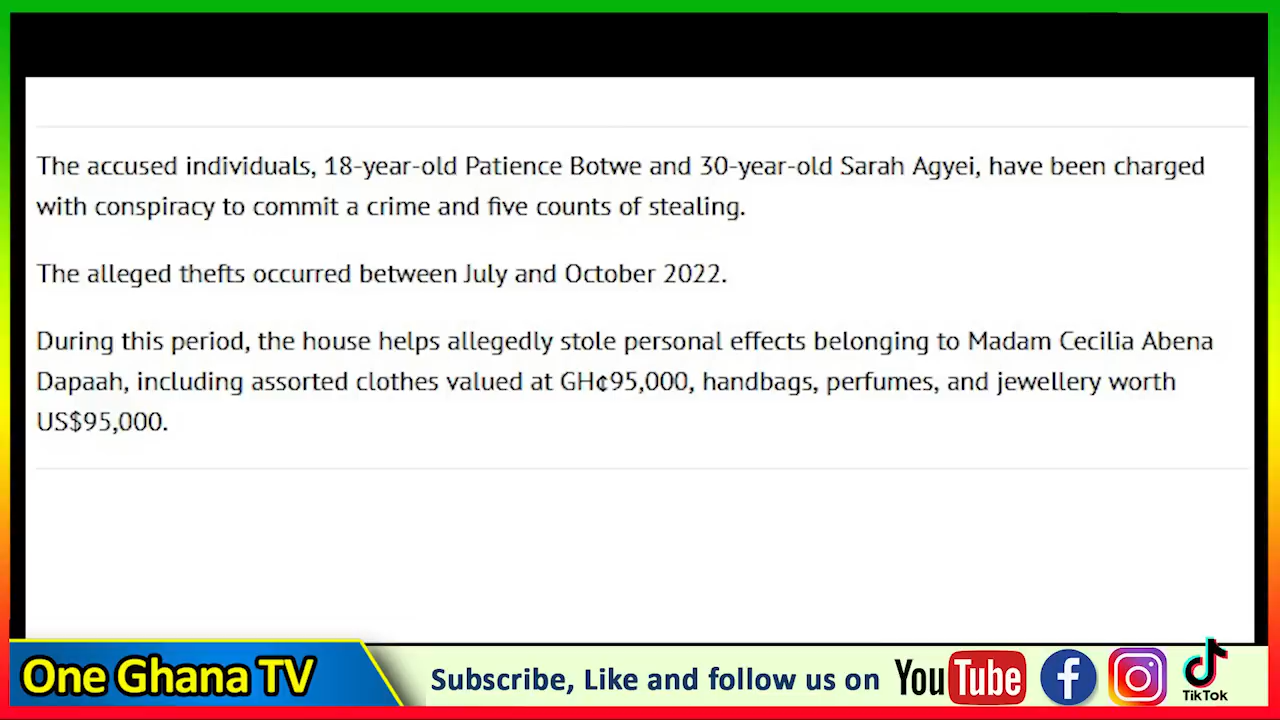 The accused individuals, 18-year-old Patience Botwe and 30-year-old Sarah Agyei, have been charged
with conspiracy to commit a crime and five counts of stealing.
The alleged thefts occurred between July and October 2022.
During this period, the house helps allegedly stole personal effects belonging to Madam Cecilia Abena
Dapaah, including assorted clothes valued at GH¢95,000, handbags, perfumes, and jewellery worth
US$95,000.
One Ghana TV
Subscribe, Like and follow us on YouTube
TikTok